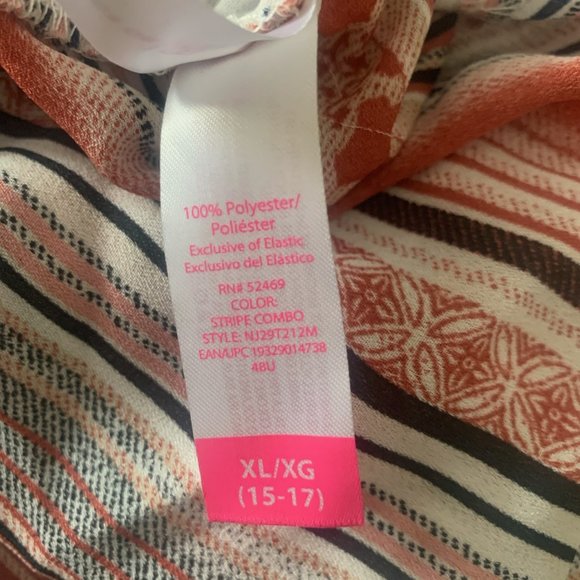 100% Polyester/
Poliéster
Exclusive of Elastic
Exclusivo del Elástico
RN# 52469
COLOR:
STRIPE COMBO
STYLE: NJ29T212M
EAN/UPC 19329014738
48U
XL/XG
(15-17)